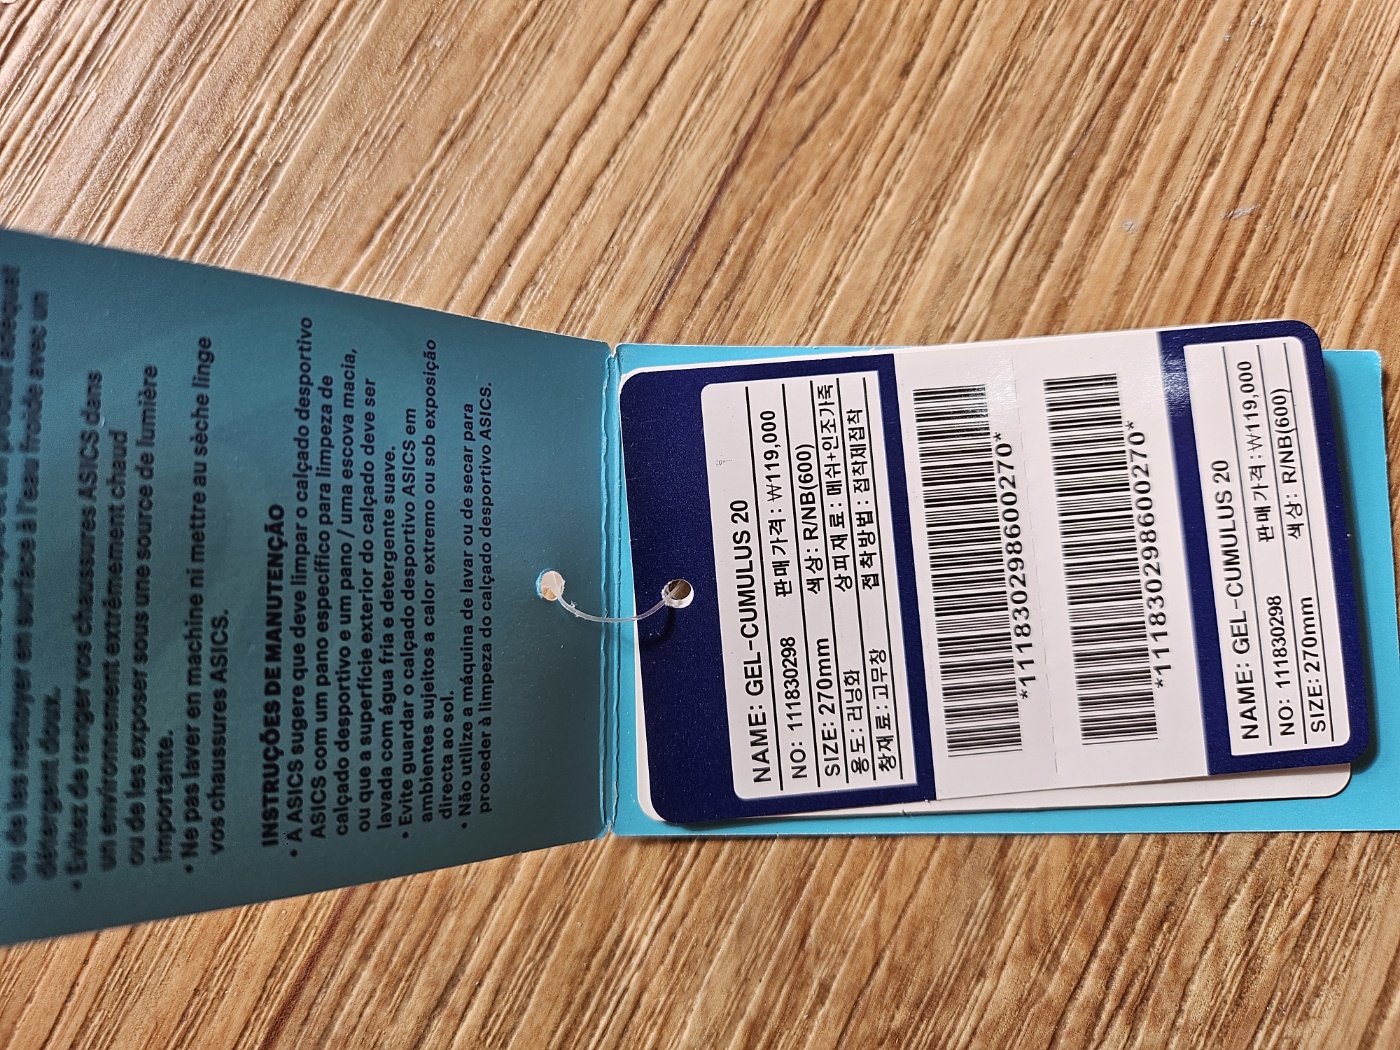 ou de les nettoyer en surface à l'eau froide avec un
détergent doux.
• Evitez de ranger vos chassures ASICS dans
un environnement extrêmement chaud
ou de les exposer sous une source de lumière
importante.
• Ne pas laver en machine ni mettre au sèche linge
vos chaussures ASICS.
INSTRUÇÕES DE MANUTENÇÃO
• A ASICS sugere que deve limpar o calçado desportivo
ASICS com um pano específico para limpeza de
calçado desportivo e um pano / uma escova macia,
ou que a superfície exterior do calçado deve ser
lavada com água fria e detergente suave.
• Evite guardar o calçado desportivo ASICS em
ambientes sujeitos a calor extremo ou sob exposição
directa ao sol.
• Não utilize a máquina de lavar ou de secar para
proceder à limpeza do calçado desportivo ASICS.
NAME: GEL-CUMULUS 20
NO: 111830298 판매가격: ₩119,000
SIZE: 270mm 색상: R/NB(600)
용도: 러닝화 상피재료: 메쉬+인조가죽
창재료: 고무창 접착방법: 접착제접착
*11183029860027​0*
*111830298600270*
NAME: GEL-CUMULUS 20
NO: 111830298 판매가격: ₩119,000
SIZE: 270mm 색상: R/NB(600)